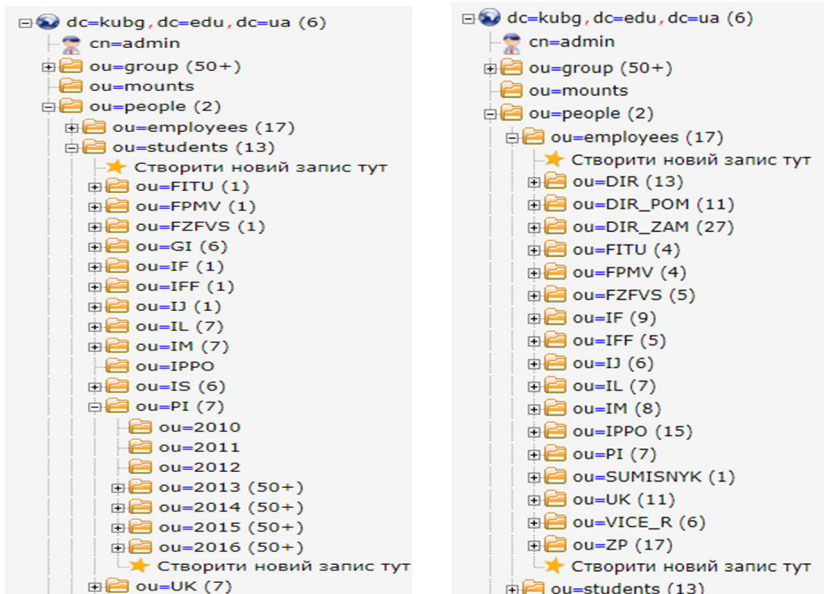 dc=kubg,dc=edu,dc=ua (6)
cn=admin
ou=group (50+)
ou=mounts
ou=people (2)
ou=employees (17)
ou=students (13)
Створити новий запис тут
ou=FITU (1)
ou=FPMV (1)
ou=FZFVS (1)
ou=GI (6)
ou=IF (1)
ou=IFF (1)
ou=IJ (1)
ou=IL (7)
ou=IM (7)
ou=IPPO
ou=IS (6)
ou=PI (7)
ou=2010
ou=2011
ou=2012
ou=2013 (50+)
ou=2014 (50+)
ou=2015 (50+)
ou=2016 (50+)
Створити новий запис тут
ou=UK (7)
dc=kubg,dc=edu,dc=ua (6)
cn=admin
ou=group (50+)
ou=mounts
ou=people (2)
ou=employees (17)
Створити новий запис тут
ou=DIR (13)
ou=DIR_POM (11)
ou=DIR_ZAM (27)
ou=FITU (4)
ou=FPMV (4)
ou=FZFVS (5)
ou=IF (9)
ou=IFF (5)
ou=IJ (6)
ou=IL (7)
ou=IM (8)
ou=IPPO (15)
ou=PI (7)
ou=SUMISNYK (1)
ou=UK (11)
ou=VICE_R (6)
ou=ZP (17)
Створити новий запис тут
ou=students (13)